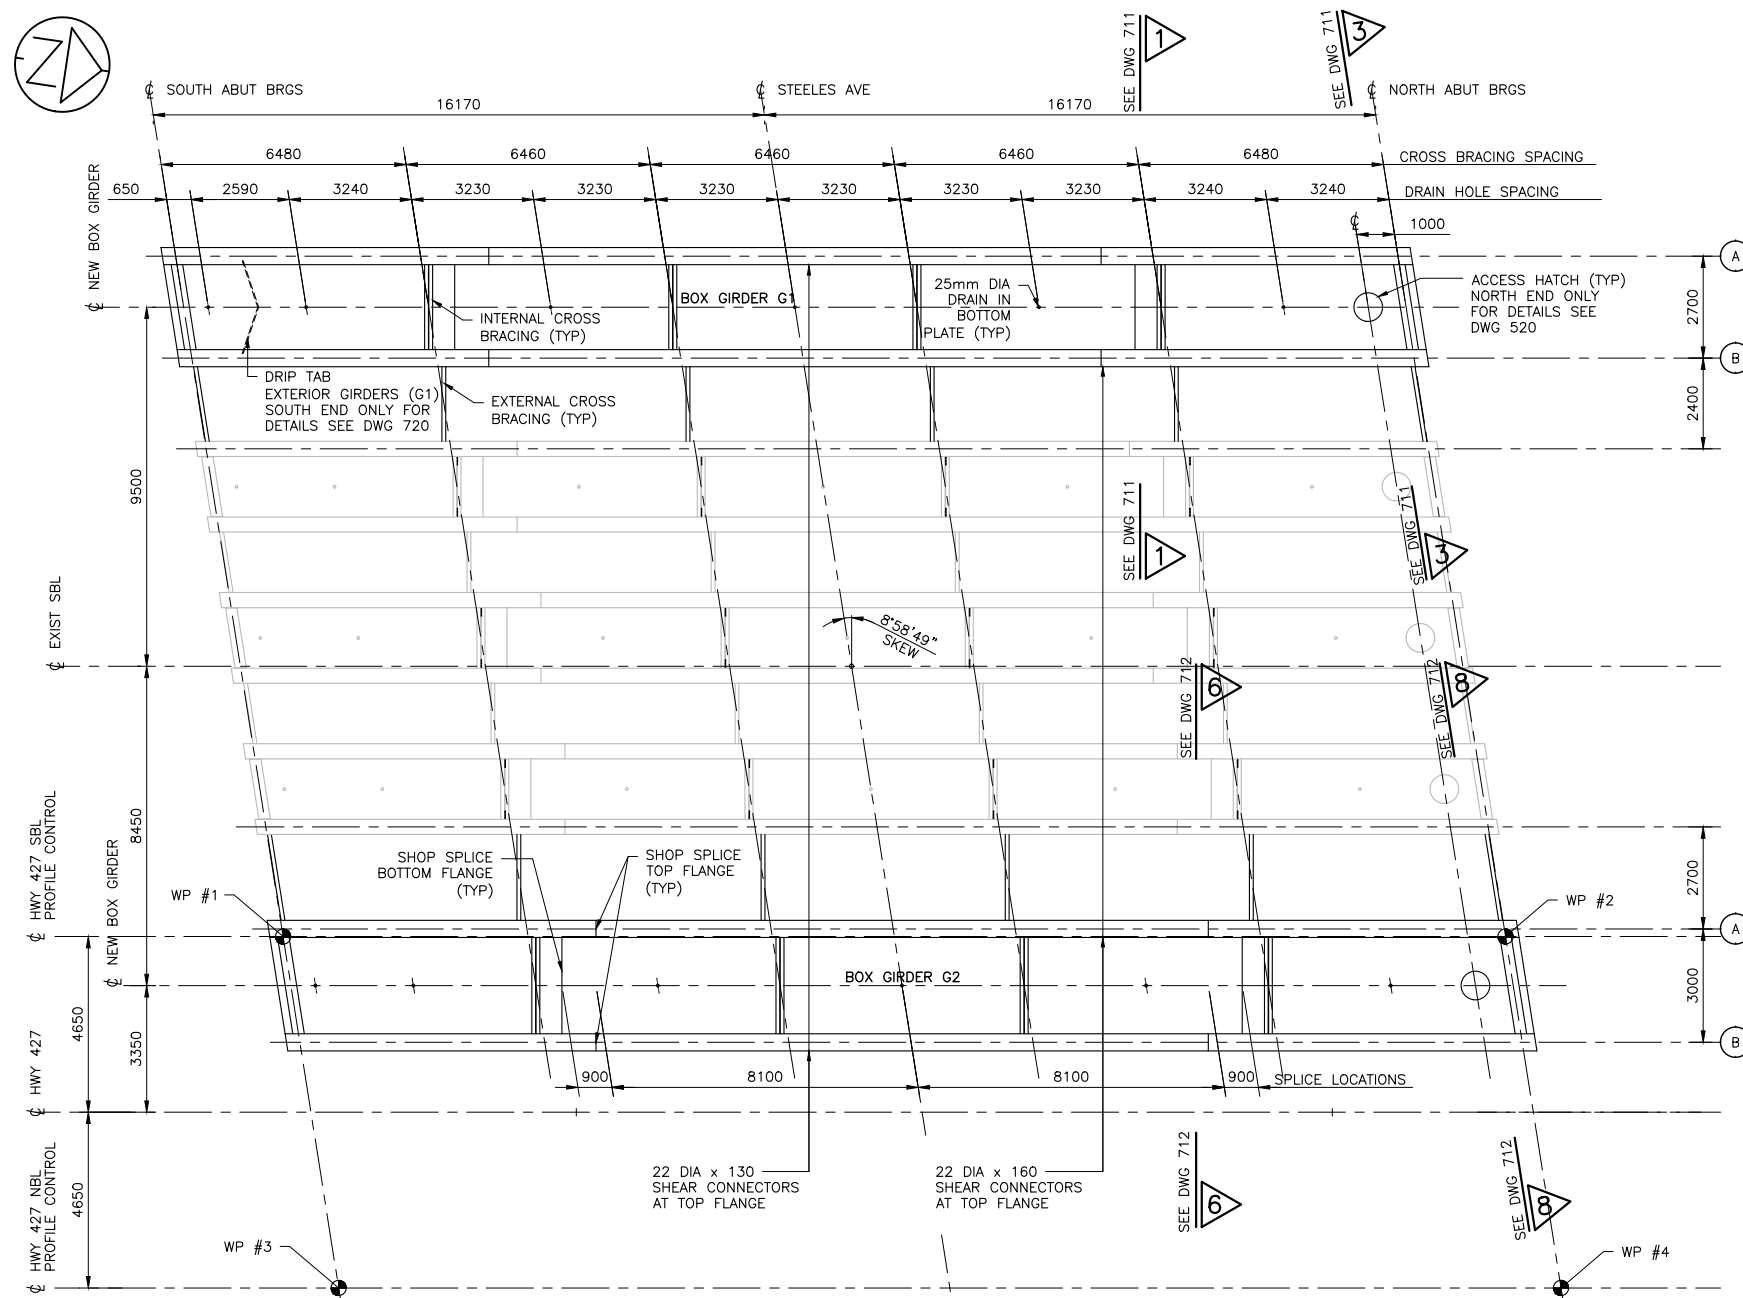 SEE DWG 711
1
SEE DWG 711
3
N
℄ SOUTH ABUT BRGS
℄ STEELES AVE
℄ NORTH ABUT BRGS
16170
16170
6480
6460
6460
6460
6480
CROSS BRACING SPACING
650
2590
3240
3230
3230
3230
3230
3230
3230
3240
3240
DRAIN HOLE SPACING
℄
1000
℄ NEW BOX GIRDER
A
BOX GIRDER G1
25mm DIA
DRAIN IN
BOTTOM
PLATE (TYP)
ACCESS HATCH (TYP)
NORTH END ONLY
FOR DETAILS SEE
DWG 520
2700
INTERNAL CROSS
BRACING (TYP)
B
DRIP TAB
EXTERIOR GIRDERS (G1)
SOUTH END ONLY FOR
DETAILS SEE DWG 720
EXTERNAL CROSS
BRACING (TYP)
2400
9500
SEE DWG 711
1
SEE DWG 711
3
℄ EXIST SBL
8°58'49"
SKEW
SEE DWG 712
6
SEE DWG 712
8
8450
℄ HWY 427 SBL
PROFILE CONTROL
℄ NEW BOX GIRDER
SHOP SPLICE
BOTTOM FLANGE
(TYP)
SHOP SPLICE
TOP FLANGE
(TYP)
2700
WP #1
WP #2
A
BOX GIRDER G2
3000
B
4650
3350
℄ HWY 427
900
8100
8100
900
SPLICE LOCATIONS
22 DIA x 130
SHEAR CONNECTORS
AT TOP FLANGE
22 DIA x 160
SHEAR CONNECTORS
AT TOP FLANGE
SEE DWG 712
6
SEE DWG 712
8
4650
℄ HWY 427 NBL
PROFILE CONTROL
WP #3
WP #4